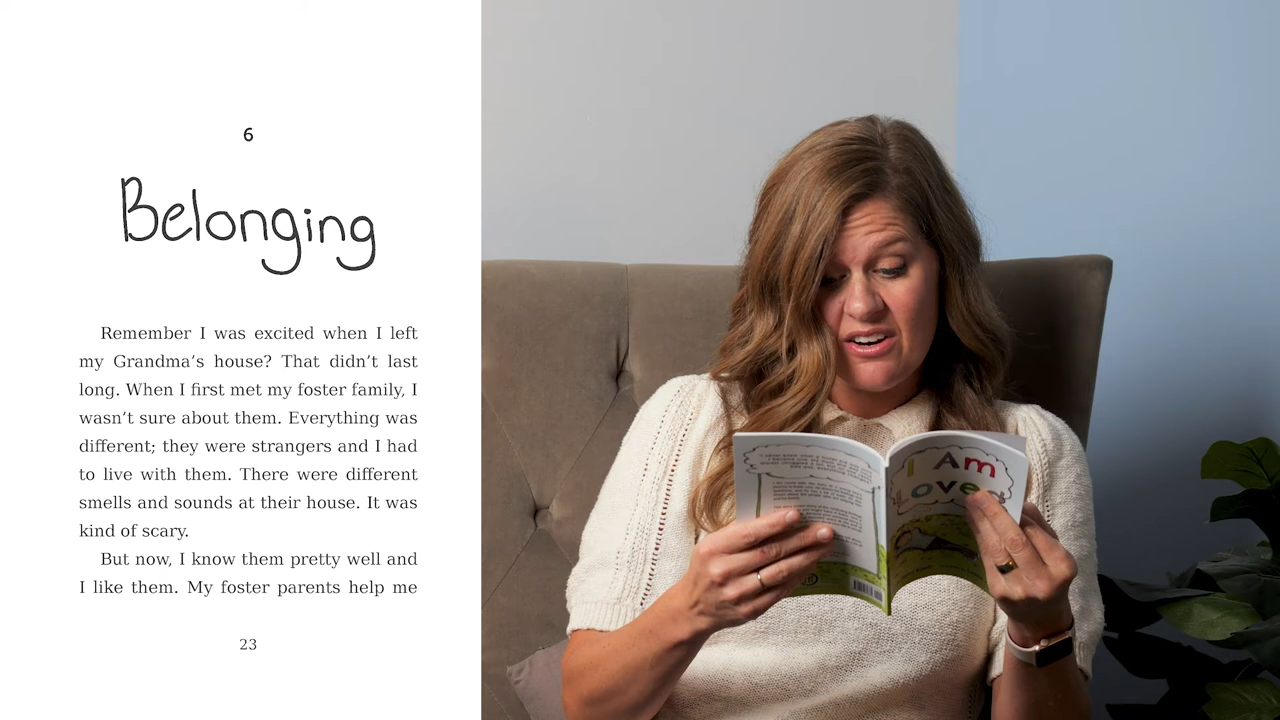 6
Belonging
Remember I was excited when I left
my Grandma’s house? That didn’t last
long. When I first met my foster family, I
wasn’t sure about them. Everything was
different; they were strangers and I had
to live with them. There were different
smells and sounds at their house. It was
kind of scary.
But now, I know them pretty well and
I like them. My foster parents help me
23
I Am